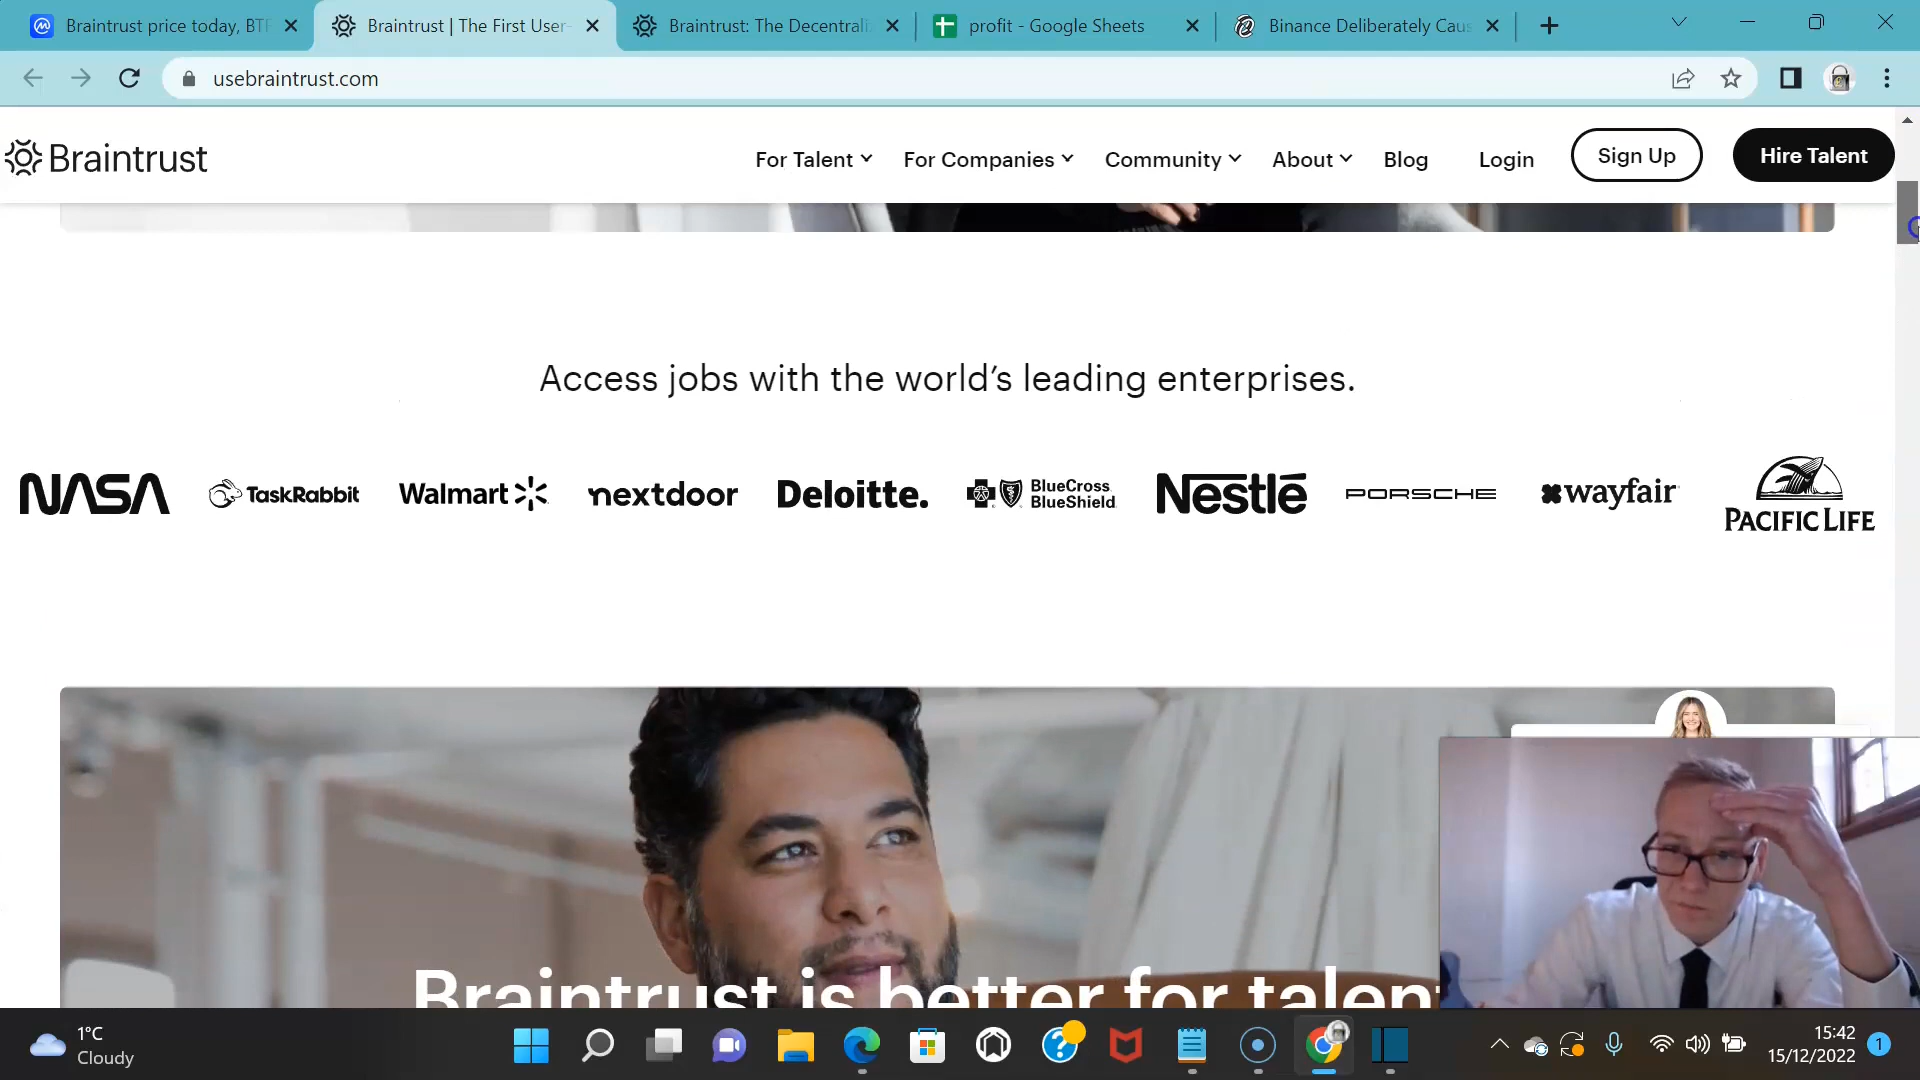 Braintrust price today, BTF
Braintrust | The First User-
Braintrust: The Decentraliz
profit - Google Sheets
Binance Deliberately Caus
usebraintrust.com
Braintrust
For Talent
For Companies
Community
About
Blog
Login
Sign Up
Hire Talent
Access jobs with the world’s leading enterprises.
NASA
TaskRabbit
Walmart
nextdoor
Deloitte.
BlueCross
BlueShield
Nestlé
PORSCHE
wayfair
PACIFIC LIFE
Braintrust is better for talent
1°C
Cloudy
15:42
15/12/2022
1